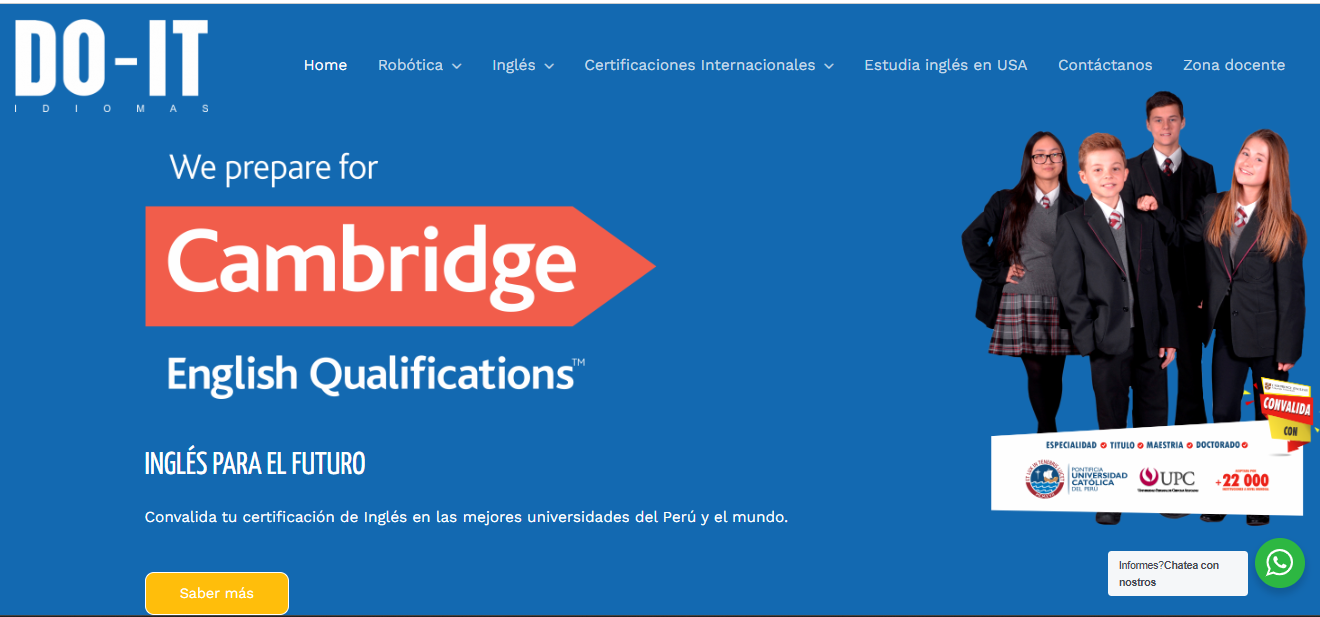 DO-IT
IDIOMAS
Home
Robótica
Inglés
Certificaciones Internacionales
Estudia inglés en USA
Contáctanos
Zona docente
We prepare for
Cambridge
English Qualifications™
INGLÉS PARA EL FUTURO
Convalida tu certificación de Inglés en las mejores universidades del Perú y el mundo.
Saber más
CONVALIDA
CON
ESPECIALIDAD TITULO MAESTRIA DOCTORADO
PONTIFICIA
UNIVERSIDAD
CATÓLICA
DEL PERÚ
UPC
+22 000
Informes?Chatea con
nostros